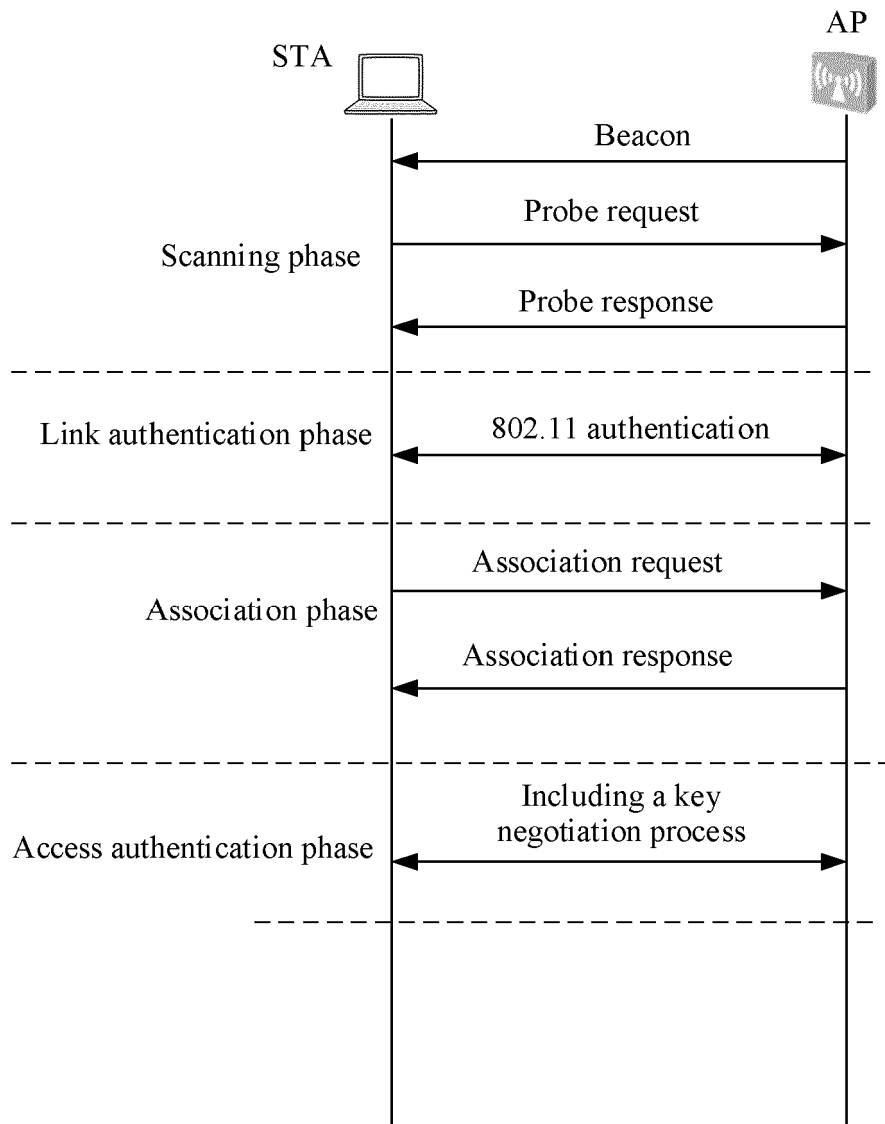 AP
STA
Beacon
Probe request
Scanning phase
Probe response
Link authentication phase
802.11 authentication
Association request
Association phase
Association response
Including a key
negotiation process
Access authentication phase